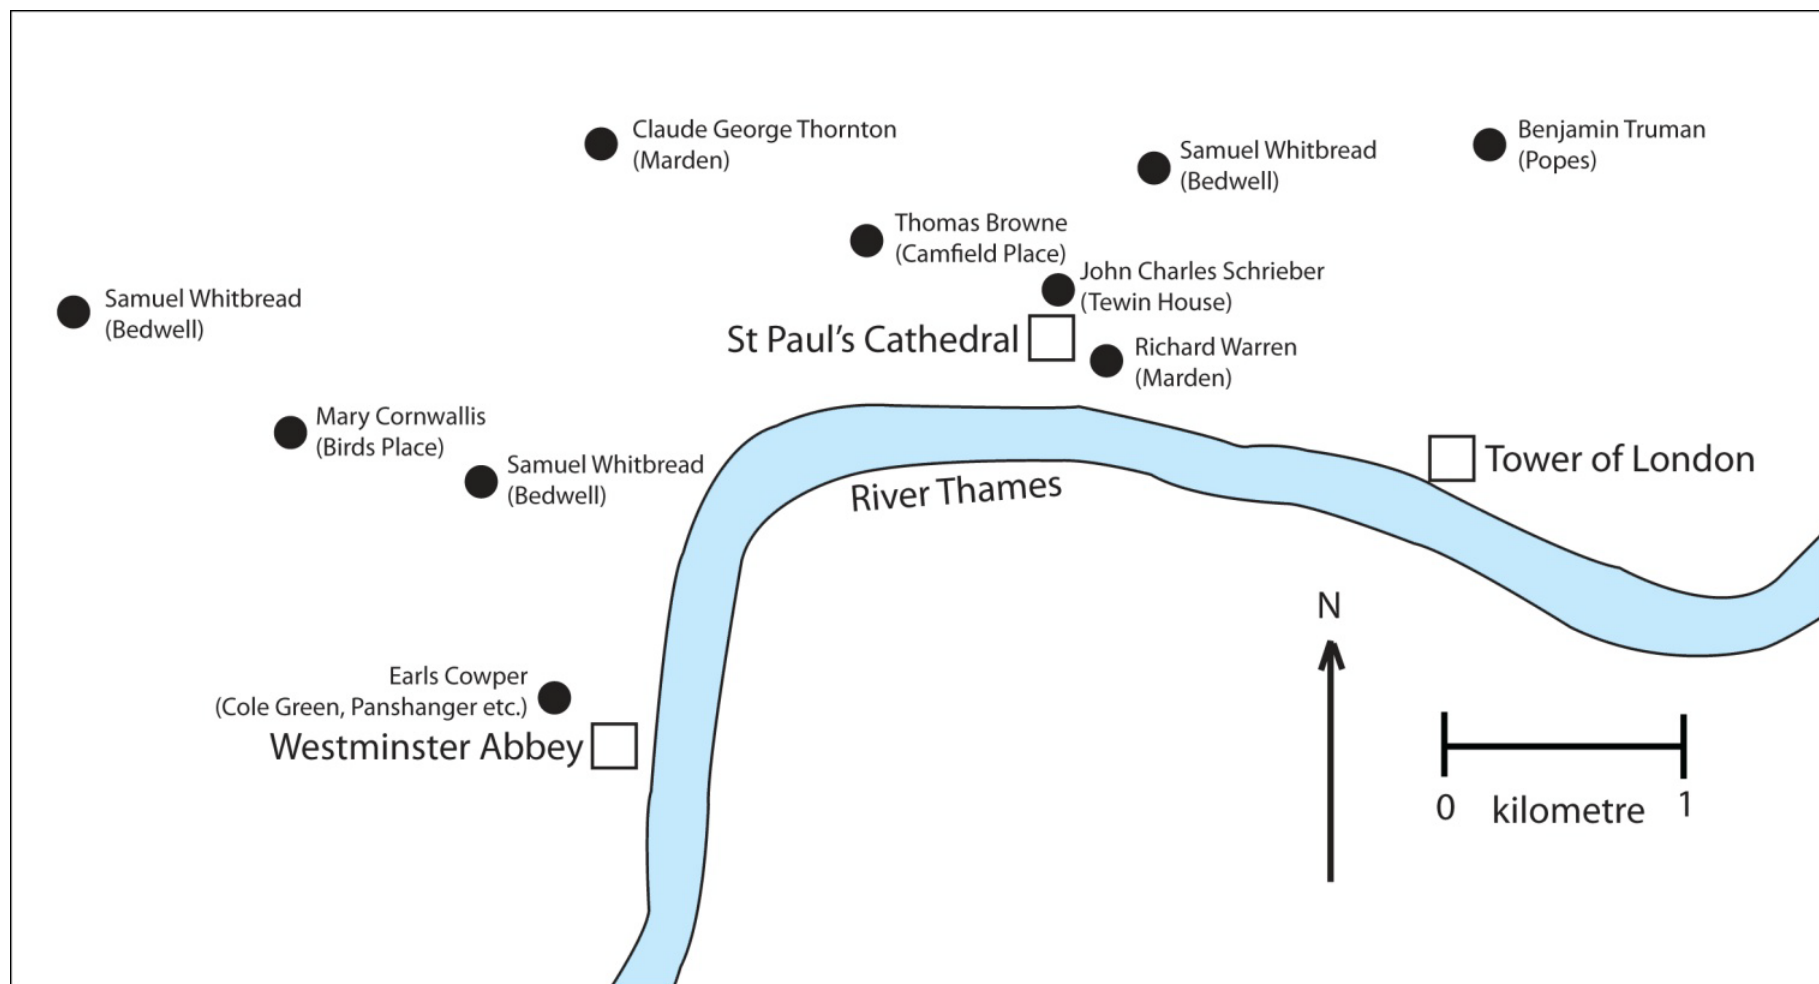 Claude George Thornton
(Marden)
Samuel Whitbread
(Bedwell)
Benjamin Truman
(Popes)
Thomas Browne
(Camfield Place)
John Charles Schrieber
(Tewin House)
Samuel Whitbread
(Bedwell)
St Paul's Cathedral
Richard Warren
(Marden)
Mary Cornwallis
(Birds Place)
Samuel Whitbread
(Bedwell)
Tower of London
River Thames
N
Earls Cowper
(Cole Green, Panshanger etc.)
Westminster Abbey
0 kilometre 1